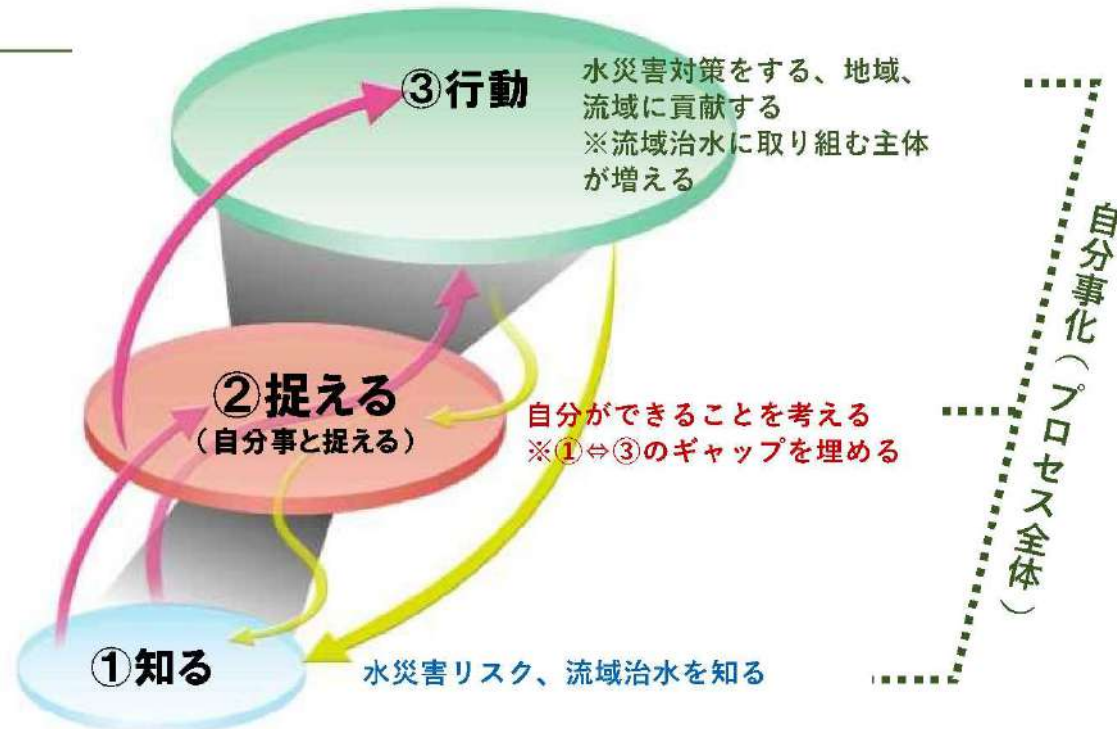 ③行動
水災害対策をする、地域、
流域に貢献する
※流域治水に取り組む主体
が増える
②捉える
（自分事と捉える）
自分ができることを考える
※①⇔③のギャップを埋める
①知る
水災害リスク、流域治水を知る
自分事化（プロセス全体）